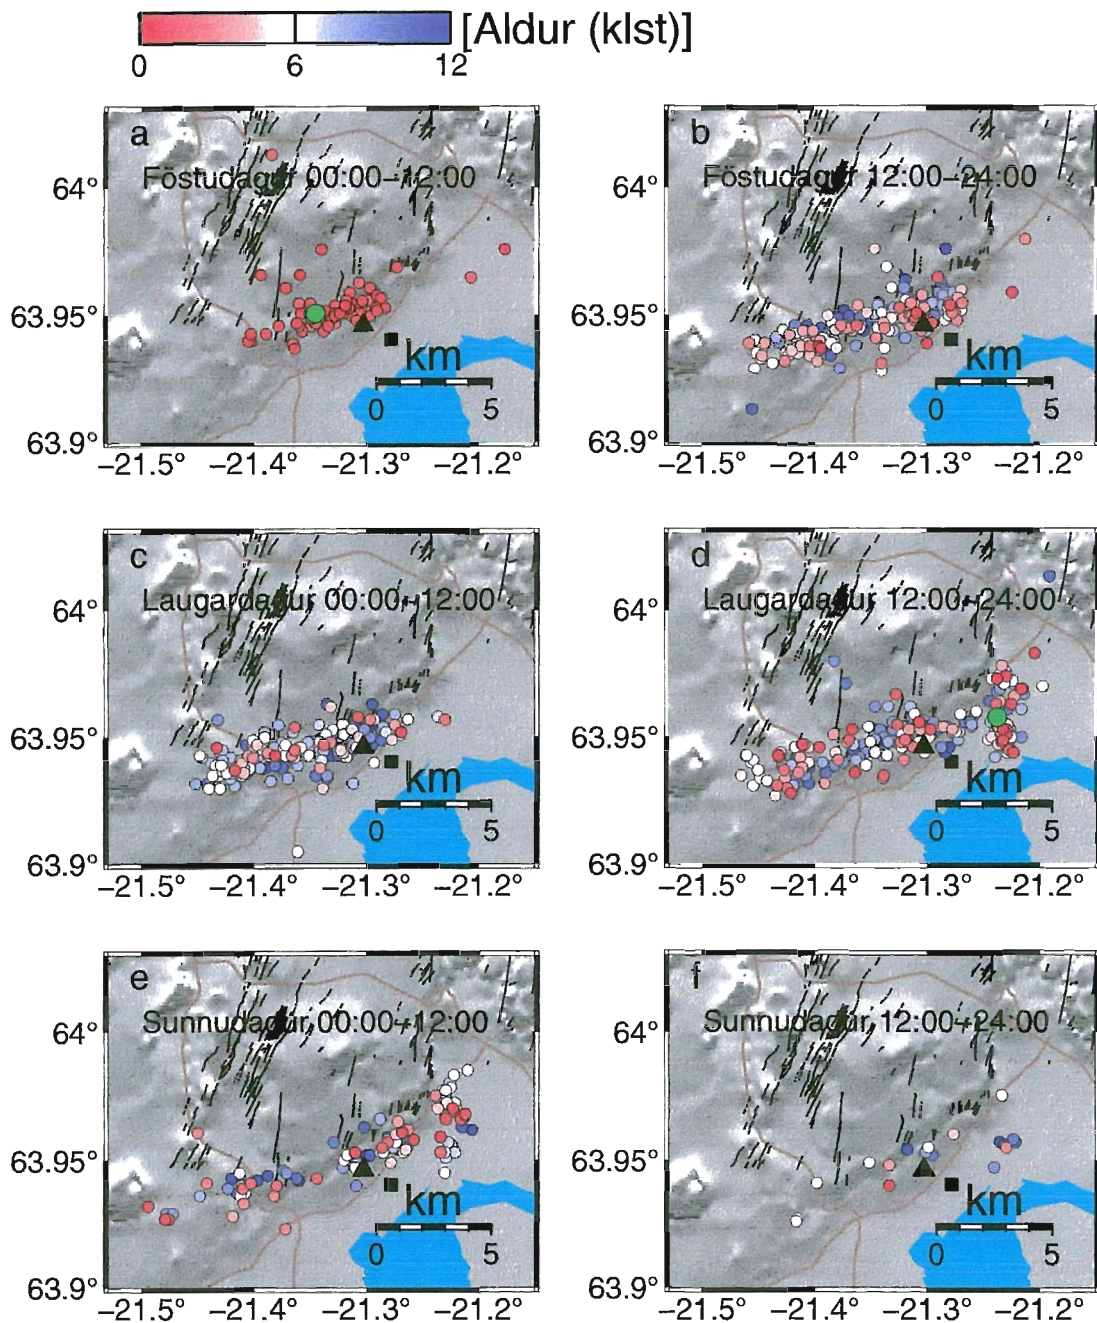 [Aldur (klst)]
0 6 12
a
Föstudagur 00:00–12:00
64°
63.95°
63.9°
km
0 5
−21.5° −21.4° −21.3° −21.2°
b
Föstudagur 12:00–24:00
64°
63.95°
63.9°
km
0 5
−21.5° −21.4° −21.3° −21.2°
c
Laugardagur 00:00–12:00
64°
63.95°
63.9°
km
0 5
−21.5° −21.4° −21.3° −21.2°
d
Laugardagur 12:00–24:00
64°
63.95°
63.9°
km
0 5
−21.5° −21.4° −21.3° −21.2°
e
Sunnudagur 00:00–12:00
64°
63.95°
63.9°
km
0 5
−21.5° −21.4° −21.3° −21.2°
f
Sunnudagur 12:00–24:00
64°
63.95°
63.9°
km
0 5
−21.5° −21.4° −21.3° −21.2°